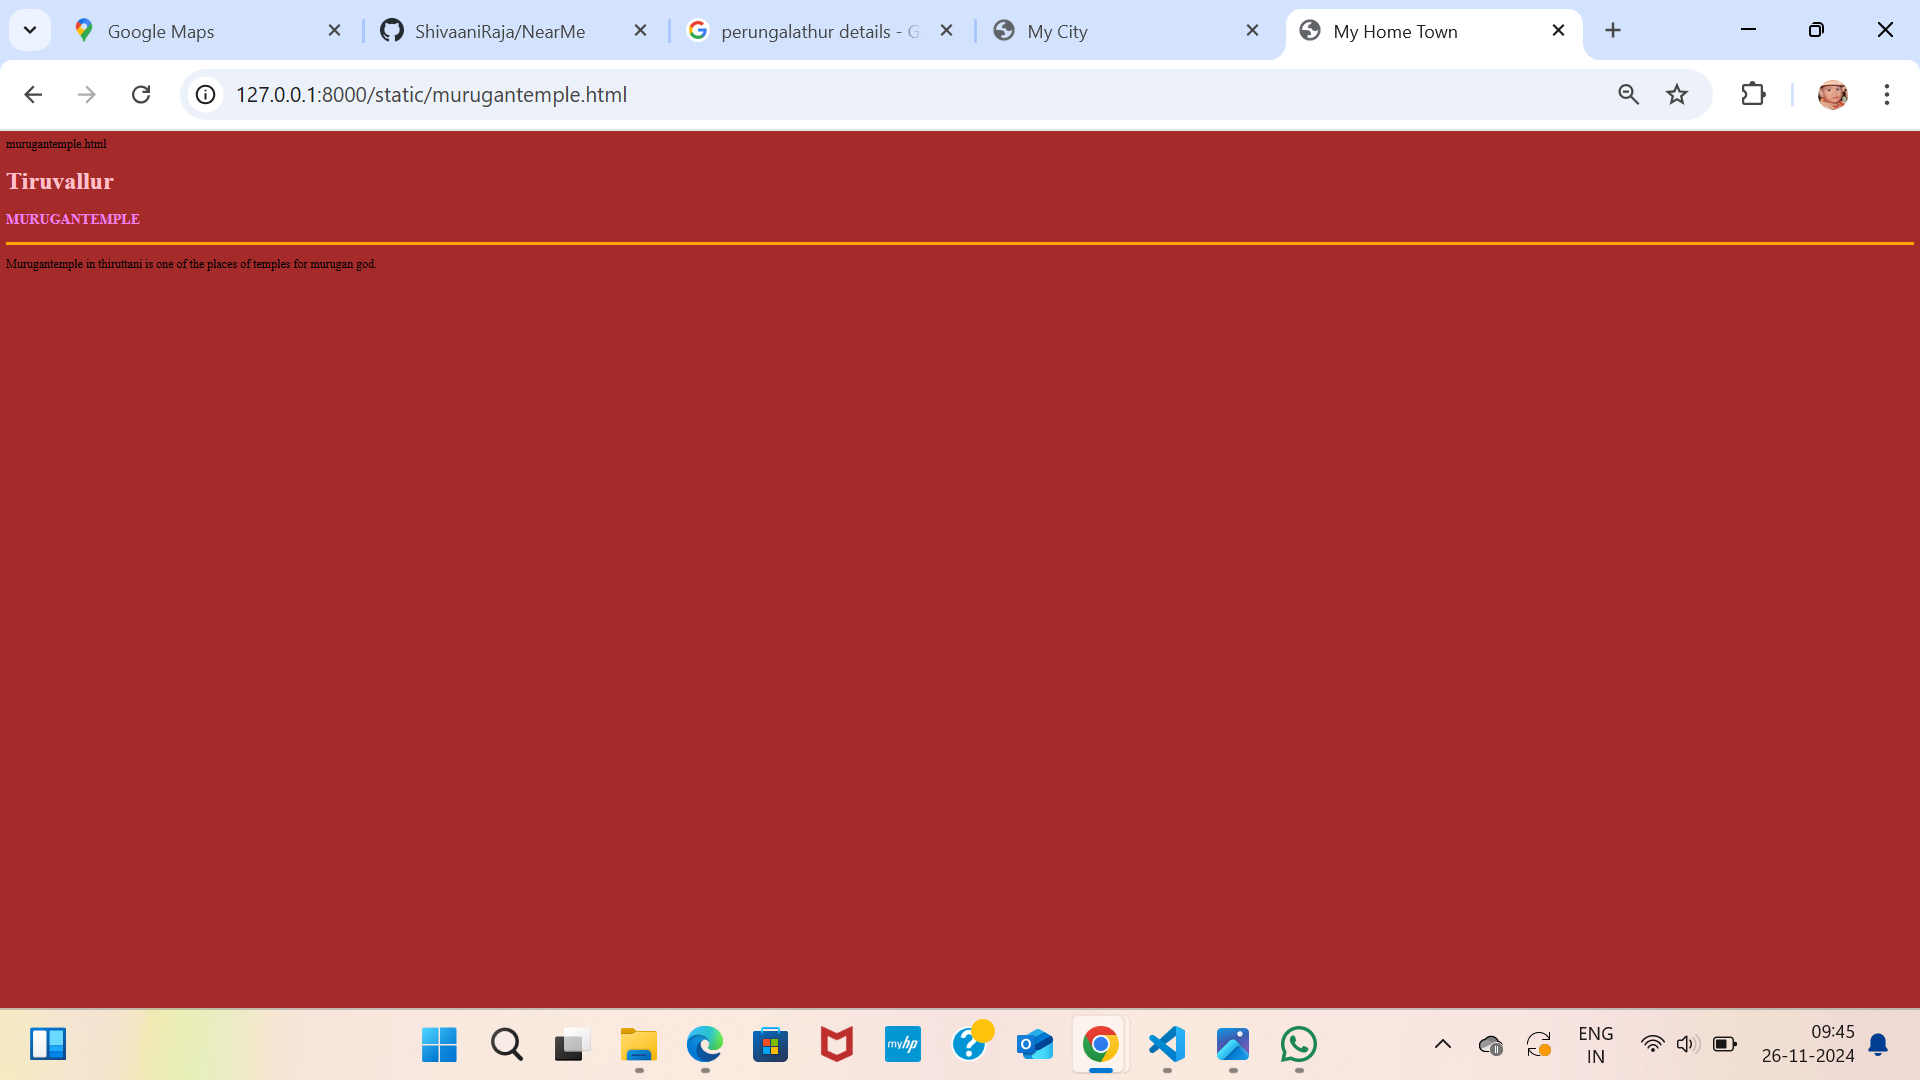 Google Maps
ShivaaniRaja/NearMe
perungalathur details - G
My City
My Home Town
127.0.0.1:8000/static/murugantemple.html
murugantemple.html
Tiruvallur
MURUGANTEMPLE
Murugantemple in thiruttani is one of the places of temples for murugan god.
myhp
ENG
IN
09:45
26-11-2024